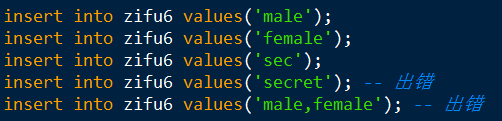 insert into zifu6 values('male');
insert into zifu6 values('female');
insert into zifu6 values('sec');
insert into zifu6 values('secret'); -- 出错
insert into zifu6 values('male,female'); -- 出错